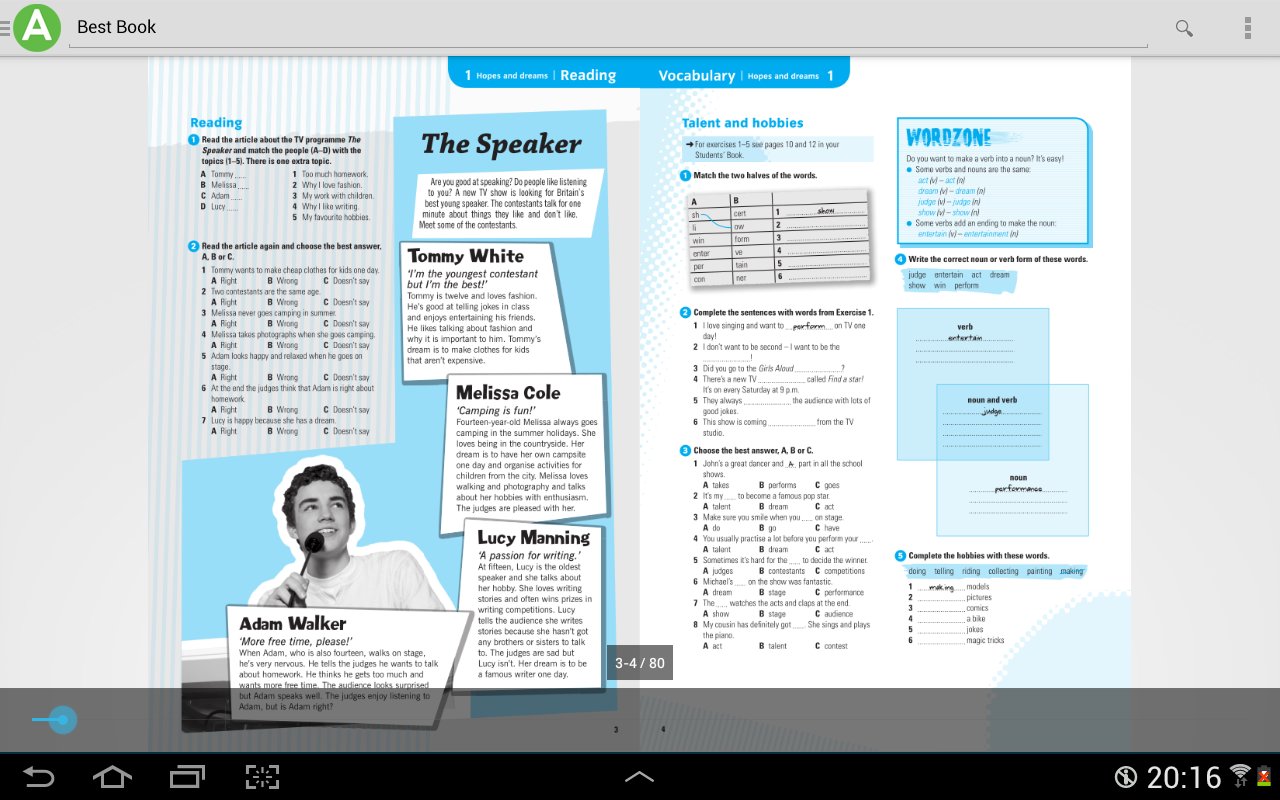 A
Best Book
1 Hopes and dreams | Reading
Vocabulary | Hopes and dreams 1
Reading
1 Read the article about the TV programme The
Speaker and match the people (A–D) with the
topics (1–5). There is one extra topic.
A Tommy ...... 1 Too much homework.
B Melissa ...... 2 Why I love fashion.
C Adam ...... 3 My work with children.
D Lucy ...... 4 Why I like writing.
5 My favourite hobbies.
2 Read the article again and choose the best answer,
A, B or C.
1 Tommy wants to make cheap clothes for kids one day.
A Right B Wrong C Doesn't say
2 Two contestants are the same age.
A Right B Wrong C Doesn't say
3 Melissa never goes camping in summer.
A Right B Wrong C Doesn't say
4 Melissa takes photographs when she goes camping.
A Right B Wrong C Doesn't say
5 Adam looks happy and relaxed when he goes on
stage.
A Right B Wrong C Doesn't say
6 At the end the judges think that Adam is right about
homework.
A Right B Wrong C Doesn't say
7 Lucy is happy because she has a dream.
A Right B Wrong C Doesn't say
The Speaker
Are you good at speaking? Do people like listening
to you? A new TV show is looking for Britain's
best young speaker. The contestants talk for one
minute about things they like and don't like.
Meet some of the contestants.
Tommy White
'I'm the youngest contestant
but I'm the best!'
Tommy is twelve and loves fashion.
He's good at telling jokes in class
and enjoys entertaining his friends.
He likes talking about fashion and
why it is important to him. Tommy's
dream is to make clothes for kids
that aren't expensive.
Melissa Cole
'Camping is fun!'
Fourteen-year-old Melissa always goes
camping in the summer holidays. She
loves being in the countryside. Her
dream is to have her own campsite
one day and organise activities for
children from the city. Melissa loves
walking and photography and talks
about her hobbies with enthusiasm.
The judges are pleased with her.
Lucy Manning
'A passion for writing.'
At fifteen, Lucy is the oldest
speaker and she talks about
her hobby. She loves writing
stories and often wins prizes in
writing competitions. Lucy
tells the audience she writes
stories because she hasn't got
any brothers or sisters to talk
to. The judges are sad but
Lucy isn't. Her dream is to be
a famous writer one day.
Adam Walker
'More free time, please!'
When Adam, who is also fourteen, walks on stage,
he's very nervous. He tells the judges he wants to talk
about homework. He thinks he gets too much and
wants more free time. The audience looks surprised
but Adam speaks well. The judges enjoy listening to
Adam, but is Adam right?
3
Talent and hobbies
➜ For exercises 1–5 see pages 10 and 12 in your
Students' Book.
1 Match the two halves of the words.
A B
sh cert 1 show
li ow 2
win form 3
enter ve 4
per tain 5
con ner 6
2 Complete the sentences with words from Exercise 1.
1 I love singing and want to perform on TV one
day!
2 I don't want to be second – I want to be the
.................... !
3 Did you go to the Girls Aloud .................... ?
4 There's a new TV .................... called Find a star!
It's on every Saturday at 9 p.m.
5 They always .................... the audience with lots of
good jokes.
6 This show is coming .................... from the TV
studio.
3 Choose the best answer, A, B or C.
1 John's a great dancer and A part in all the school
shows.
A takes B performs C goes
2 It's my ..... to become a famous pop star.
A talent B dream C act
3 Make sure you smile when you ..... on stage.
A do B go C have
4 You usually practise a lot before you perform your ..... .
A talent B dream C act
5 Sometimes it's hard for the ..... to decide the winner.
A judges B contestants C competitions
6 Michael's ..... on the show was fantastic.
A dream B stage C performance
7 The ..... watches the acts and claps at the end.
A show B stage C audience
8 My cousin has definitely got ..... . She sings and plays
the piano.
A act B talent C contest
WORDZONE
Do you want to make a verb into a noun? It's easy!
● Some verbs and nouns are the same:
act (v) – act (n)
dream (v) – dream (n)
judge (v) – judge (n)
show (v) – show (n)
● Some verbs add an ending to make the noun:
entertain (v) – entertainment (n)
4 Write the correct noun or verb form of these words.
judge entertain act dream
show win perform
verb
entertain
noun and verb
judge
noun
performance
5 Complete the hobbies with these words.
doing telling riding collecting painting making
1 making models
2 .................... pictures
3 .................... comics
4 .................... a bike
5 .................... jokes
6 .................... magic tricks
4
3-4 / 80
20:16